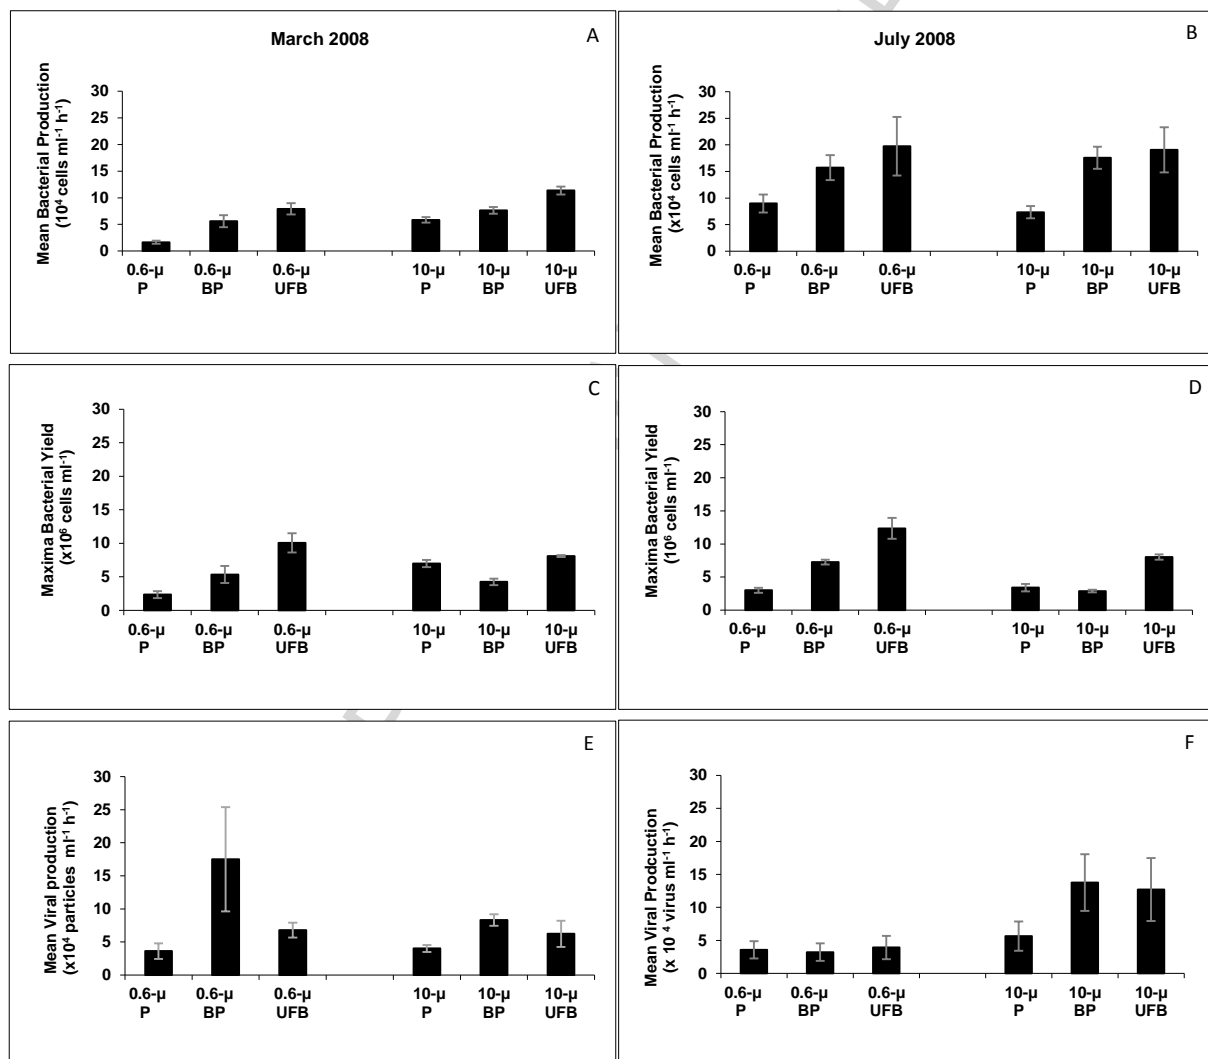 March 2008
A
Mean Bacterial Production
(10⁴ cells ml⁻¹ h⁻¹)
30
25
20
15
10
5
0
0.6-µ 0.6-µ 0.6-µ 10-µ 10-µ 10-µ
P BP UFB P BP UFB
July 2008
B
Mean Bacterial Production
(x10⁴ cells ml⁻¹ h⁻¹)
30
25
20
15
10
5
0
0.6-µ 0.6-µ 0.6-µ 10-µ 10-µ 10-µ
P BP UFB P BP UFB
C
Maxima Bacterial Yield
(x10⁶ cells ml⁻¹)
30
25
20
15
10
5
0
0.6-µ 0.6-µ 0.6-µ 10-µ 10-µ 10-µ
P BP UFB P BP UFB
D
Maxima Bacterial Yield
(10⁶ cells ml⁻¹)
30
25
20
15
10
5
0
0.6-µ 0.6-µ 0.6-µ 10-µ 10-µ 10-µ
P BP UFB P BP UFB
E
Mean Viral production
(x10⁴ particles ml⁻¹ h⁻¹)
30
25
20
15
10
5
0
0.6-µ 0.6-µ 0.6-µ 10-µ 10-µ 10-µ
P BP UFB P BP UFB
F
Mean Viral Prodcuction
(x 10 ⁴ virus ml⁻¹ h⁻¹)
30
25
20
15
10
5
0
0.6-µ 0.6-µ 0.6-µ 10-µ 10-µ 10-µ
P BP UFB P BP UFB